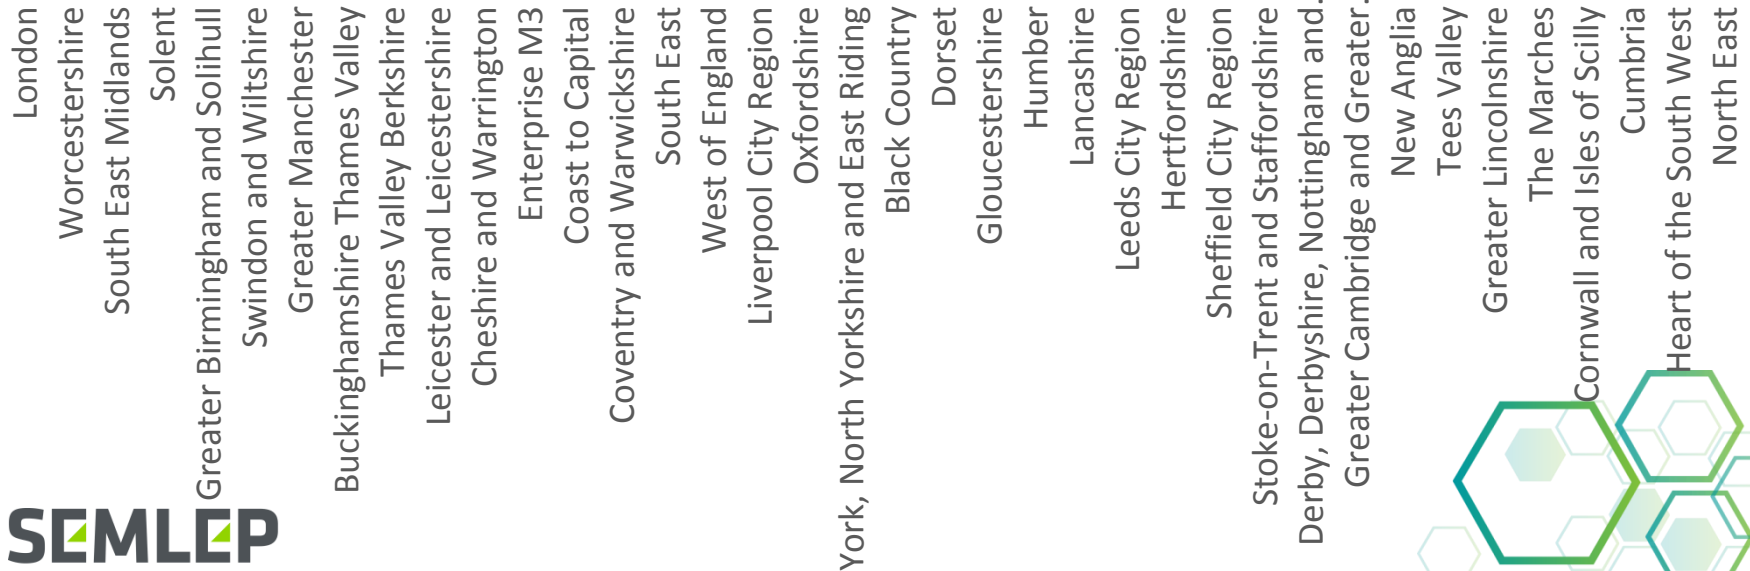 London
Worcestershire
South East Midlands
Solent
Greater Birmingham and Solihull
Swindon and Wiltshire
Greater Manchester
Buckinghamshire Thames Valley
Thames Valley Berkshire
Leicester and Leicestershire
Cheshire and Warrington
Enterprise M3
Coast to Capital
Coventry and Warwickshire
South East
West of England
Liverpool City Region
Oxfordshire
York, North Yorkshire and East Riding
Black Country
Dorset
Gloucestershire
Humber
Lancashire
Leeds City Region
Hertfordshire
Sheffield City Region
Stoke-on-Trent and Staffordshire
Derby, Derbyshire, Nottingham and.
Greater Cambridge and Greater.
New Anglia
Tees Valley
Greater Lincolnshire
The Marches
Cornwall and Isles of Scilly
Cumbria
Heart of the South West
North East
SEMLEP